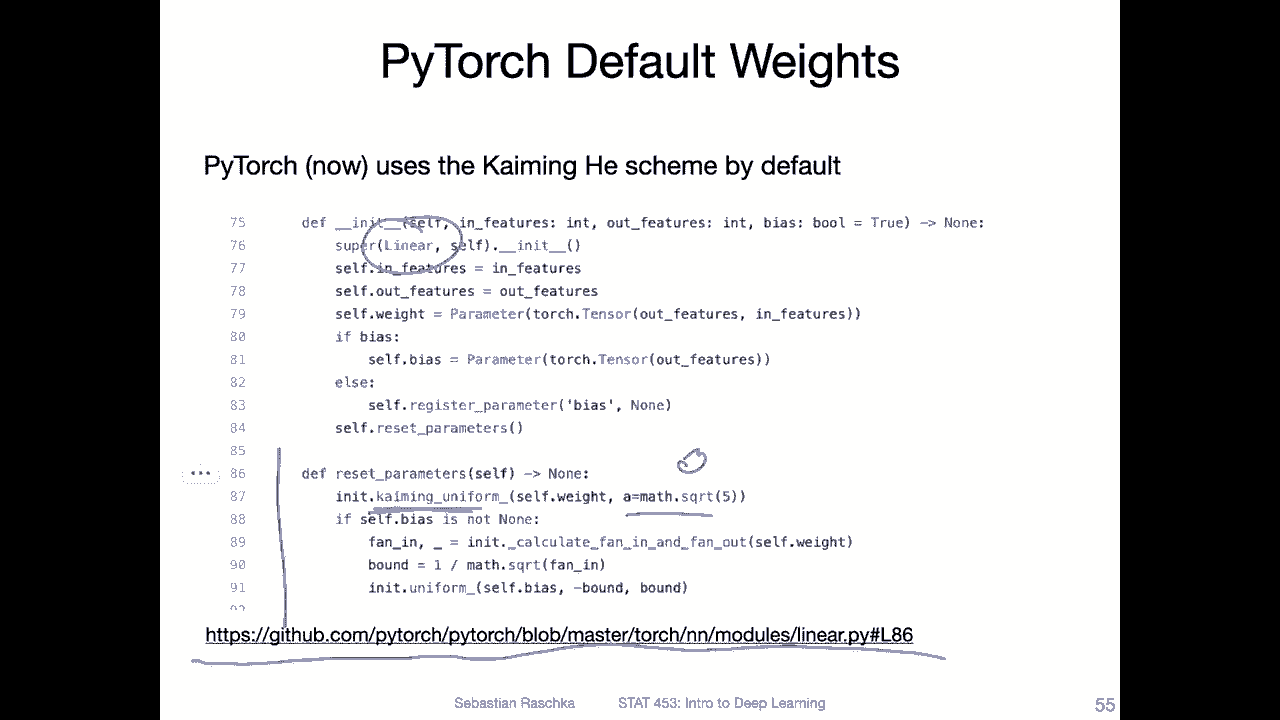 PyTorch Default Weights
PyTorch (now) uses the Kaiming He scheme by default
75 def __init__(self, in_features: int, out_features: int, bias: bool = True) -> None:
76 super(Linear, self).__init__()
77 self.in_features = in_features
78 self.out_features = out_features
79 self.weight = Parameter(torch.Tensor(out_features, in_features))
80 if bias:
81 self.bias = Parameter(torch.Tensor(out_features))
82 else:
83 self.register_parameter('bias', None)
84 self.reset_parameters()
85
86 def reset_parameters(self) -> None:
87 init.kaiming_uniform_(self.weight, a=math.sqrt(5))
88 if self.bias is not None:
89 fan_in, _ = init._calculate_fan_in_and_fan_out(self.weight)
90 bound = 1 / math.sqrt(fan_in)
91 init.uniform_(self.bias, -bound, bound)
https://github.com/pytorch/pytorch/blob/master/torch/nn/modules/linear.py#L86
Sebastian Raschka STAT 453: Intro to Deep Learning 55